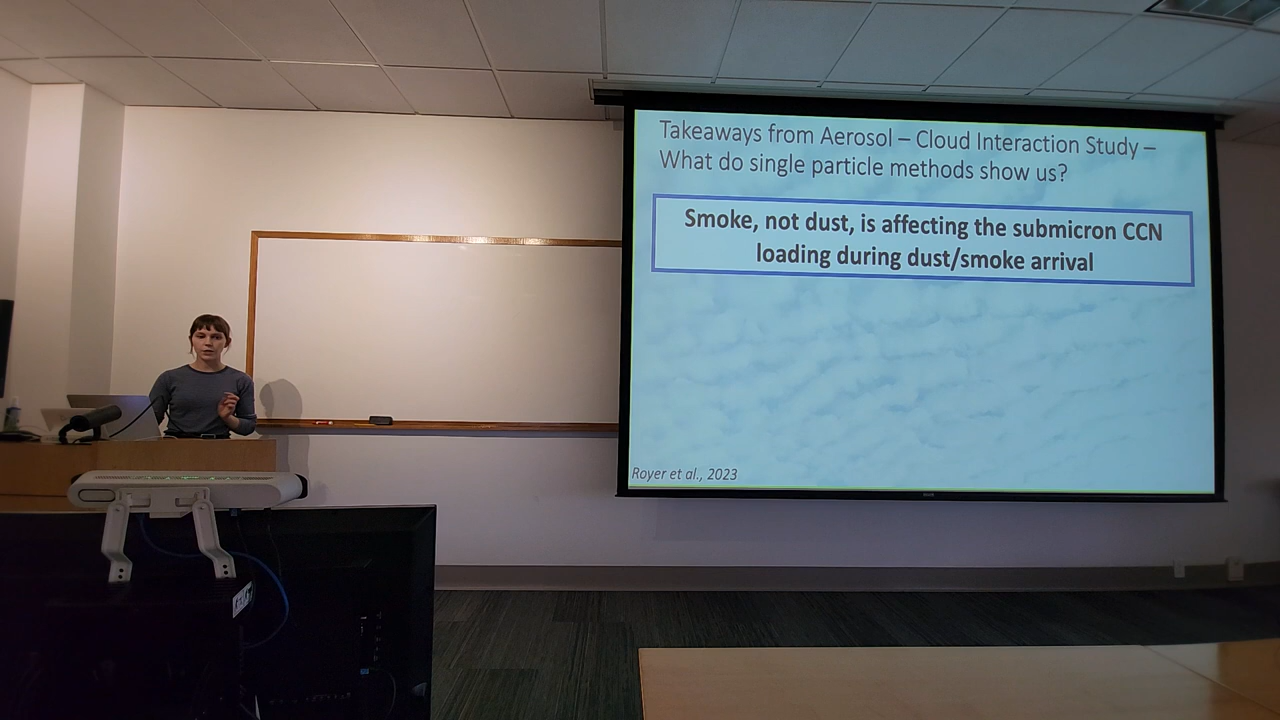 Takeaways from Aerosol – Cloud Interaction Study –
What do single particle methods show us?
Smoke, not dust, is affecting the submicron CCN
loading during dust/smoke arrival
Royer et al., 2023